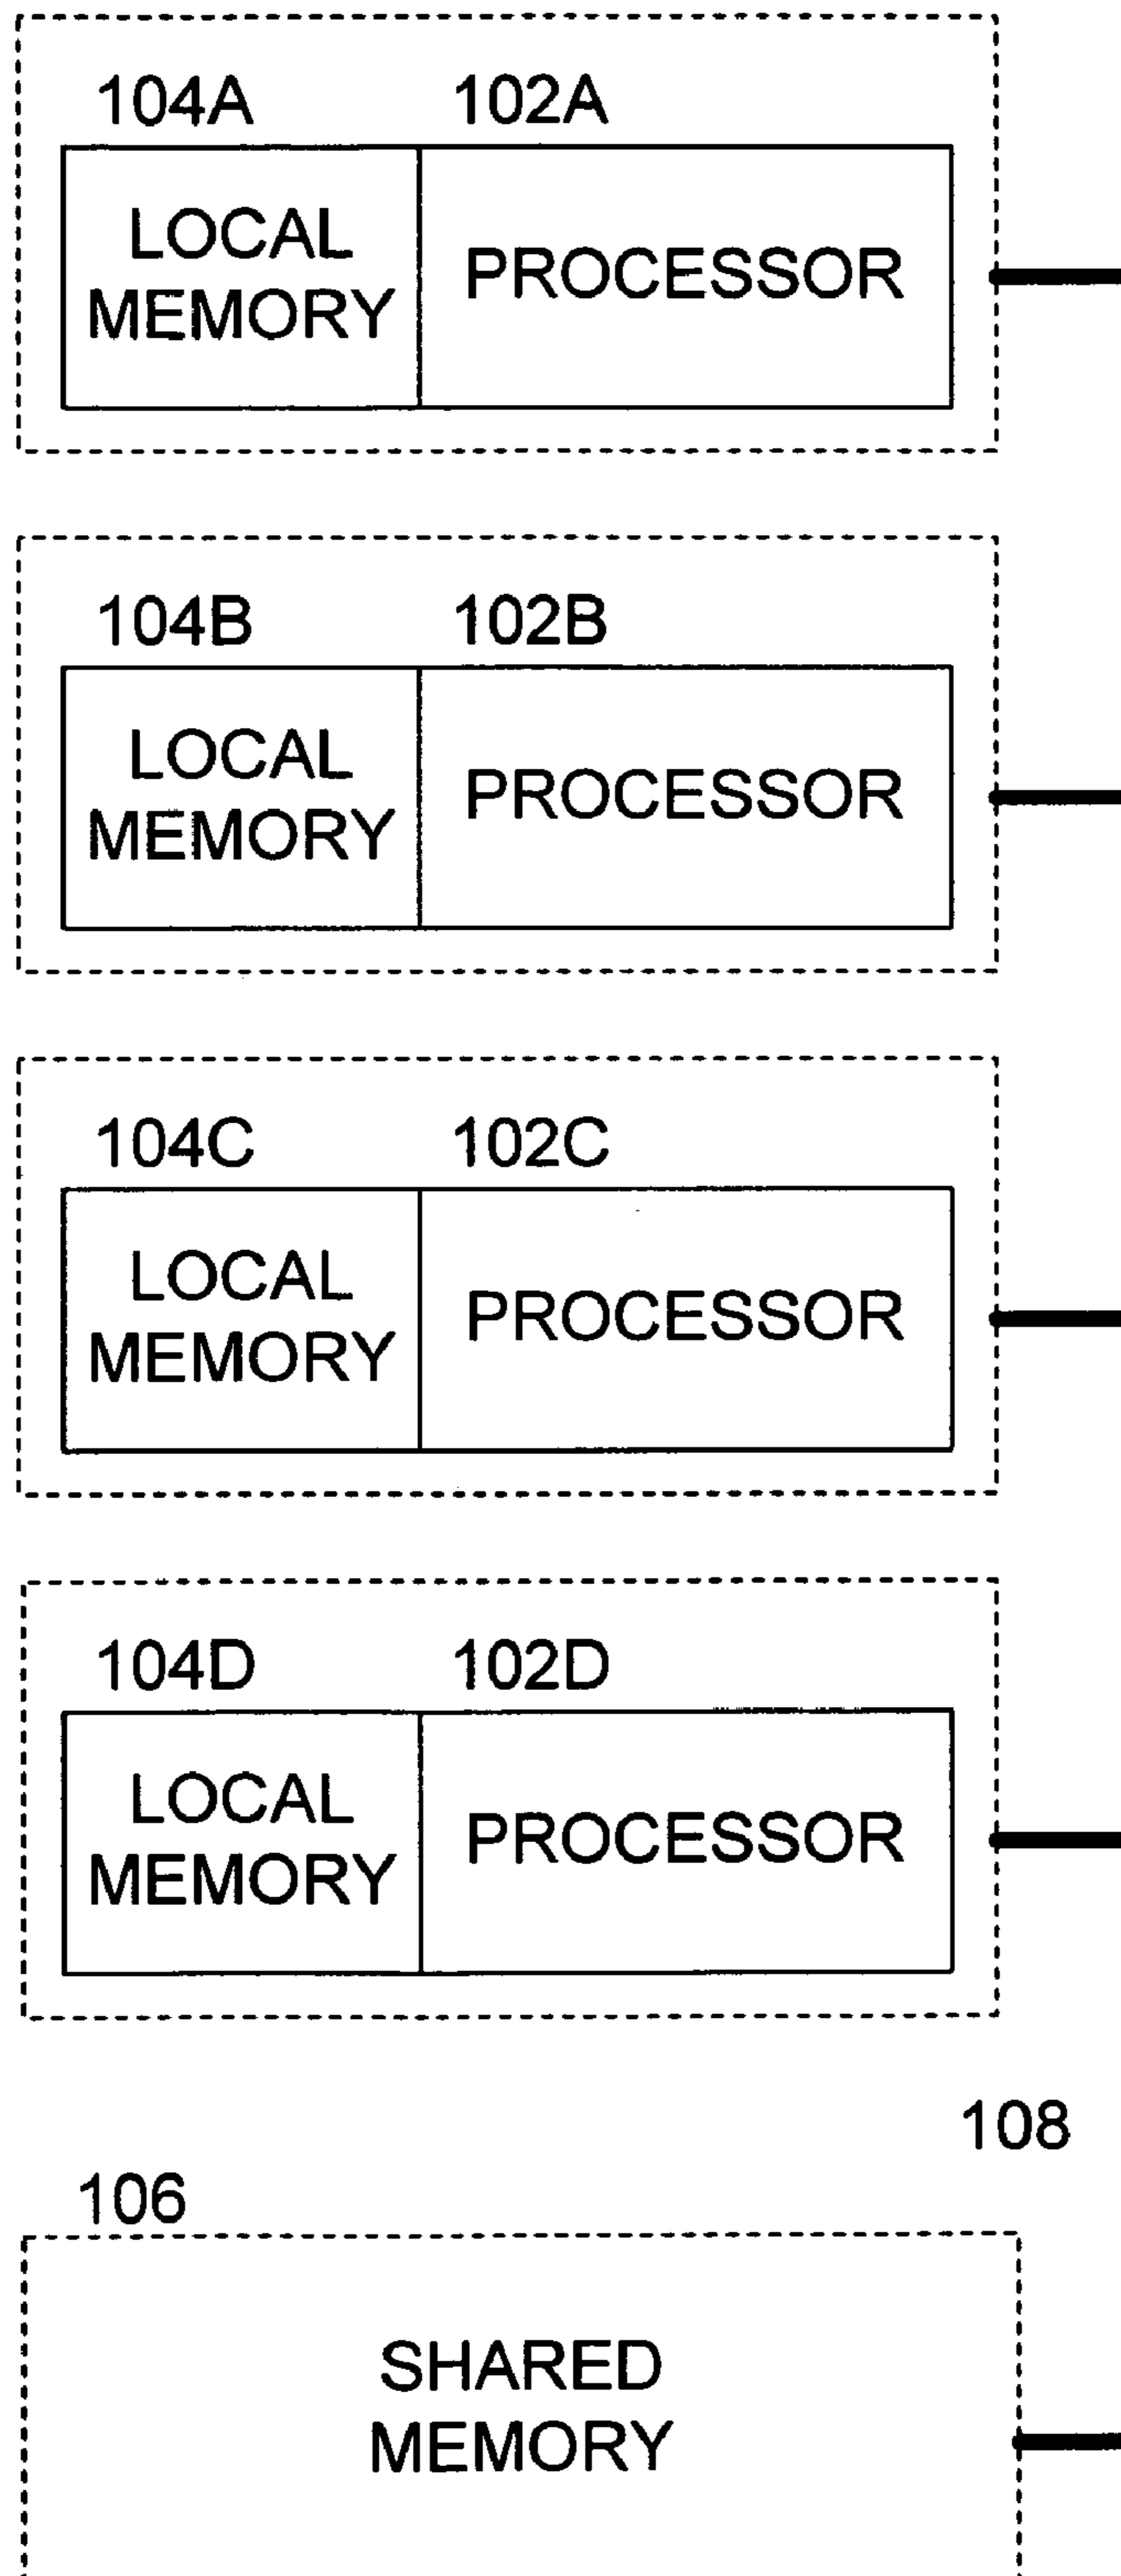 104A 102A
LOCAL
MEMORY
PROCESSOR
104B 102B
LOCAL
MEMORY
PROCESSOR
104C 102C
LOCAL
MEMORY
PROCESSOR
104D 102D
LOCAL
MEMORY
PROCESSOR
108
106
SHARED
MEMORY